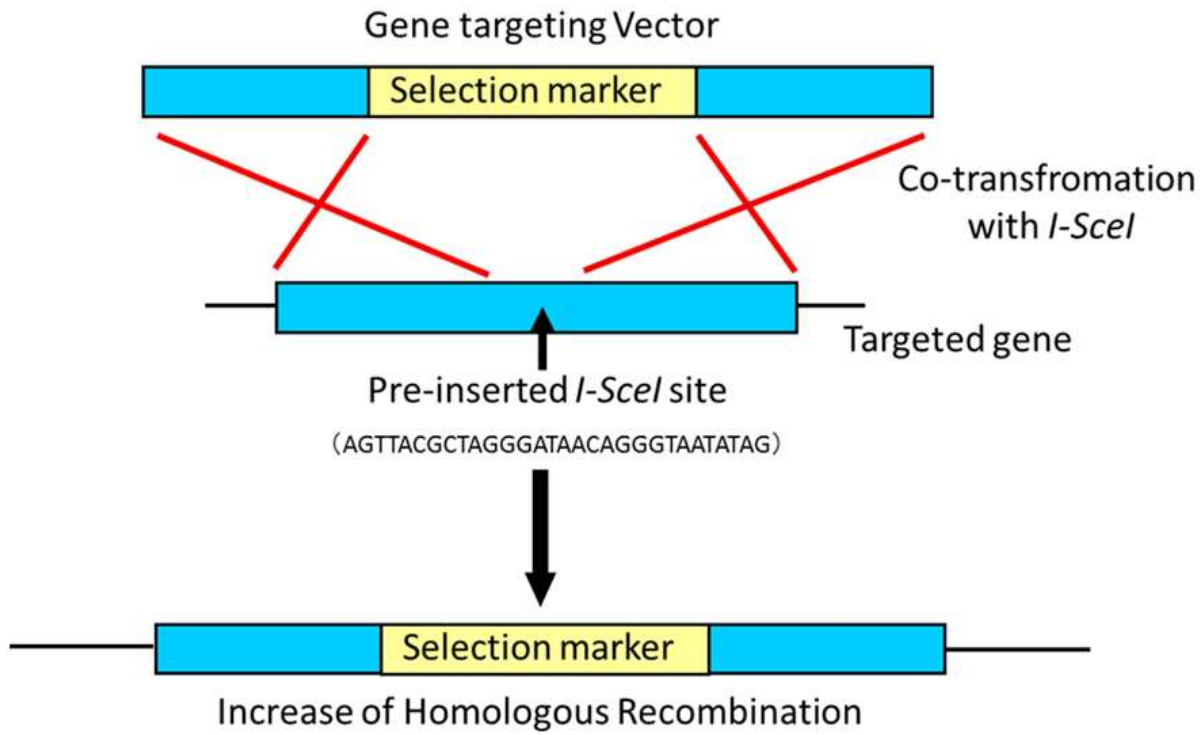 Gene targeting Vector
Selection marker
Co-transfromation
with I-SceI
Targeted gene
Pre-inserted I-SceI site
(AGTTACGCTAGGGATAACAGGGTAATATAG)
Selection marker
Increase of Homologous Recombination